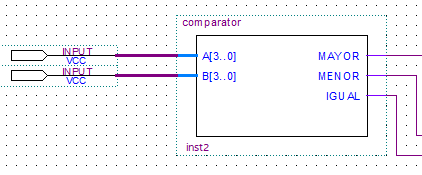 comparator
INPUT
VCC
INPUT
VCC
A[3..0]
B[3..0]
MAYOR
MENOR
IGUAL
inst2